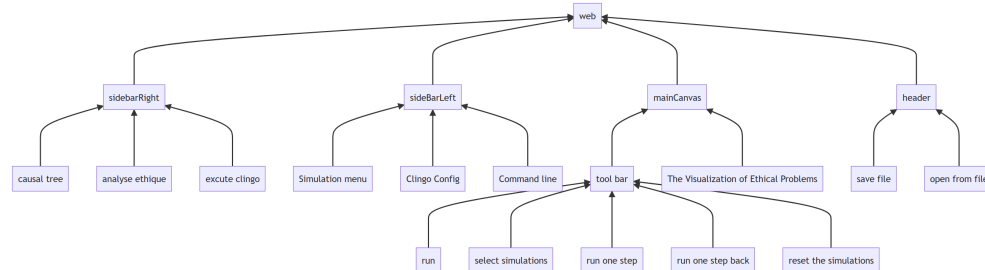 web
sidebarRight
sideBarLeft
mainCanvas
header
causal tree
analyse ethique
excute clingo
Simulation menu
Clingo Config
Command line
tool bar
The Visualization of Ethical Problems
save file
open from file
run
select simulations
run one step
run one step back
reset the simulations